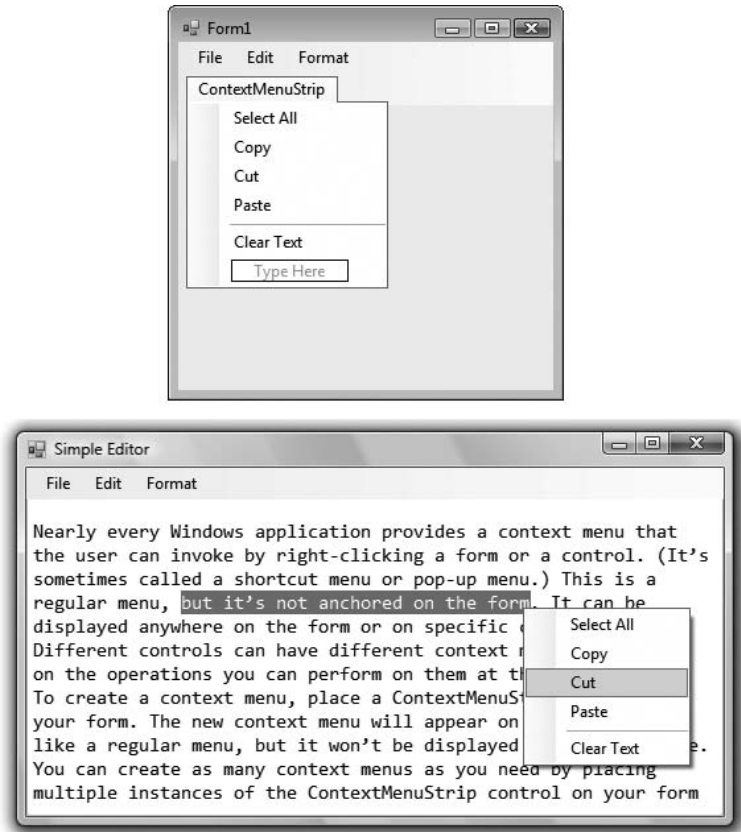 Form1
File Edit Format
ContextMenuStrip
Select All
Copy
Cut
Paste
Clear Text
Type Here
Simple Editor
File Edit Format
Nearly every Windows application provides a context menu that
the user can invoke by right-clicking a form or a control. (It's
sometimes called a shortcut menu or pop-up menu.) This is a
regular menu, but it's not anchored on the form. It can be
displayed anywhere on the form or on specific
Different controls can have different context
on the operations you can perform on them at
To create a context menu, place a
your form. The new context menu will appear on
like a regular menu, but it won't be displayed
You can create as many context menus as you need by placing
multiple instances of the ContextMenuStrip control on your form
Select All
Copy
Cut
Paste
Clear Text